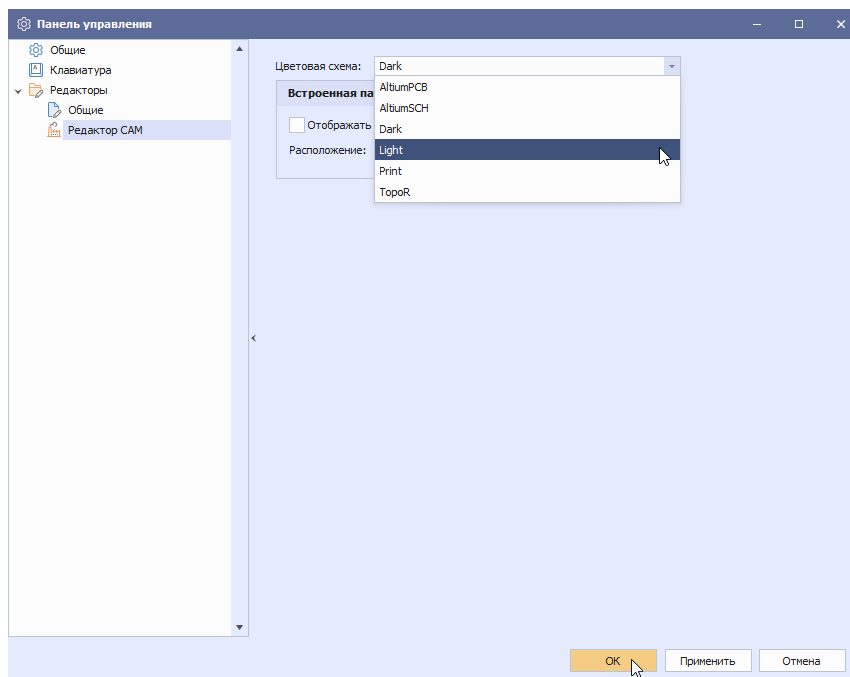 Панель управления
Общие
Клавиатура
Редакторы
Общие
Редактор CAM
Цветовая схема: Dark
AltiumPCB
AltiumSCH
Dark
Light
Print
TopoR
Встроенная па
Отображать
Расположение:
OK Применить Отмена